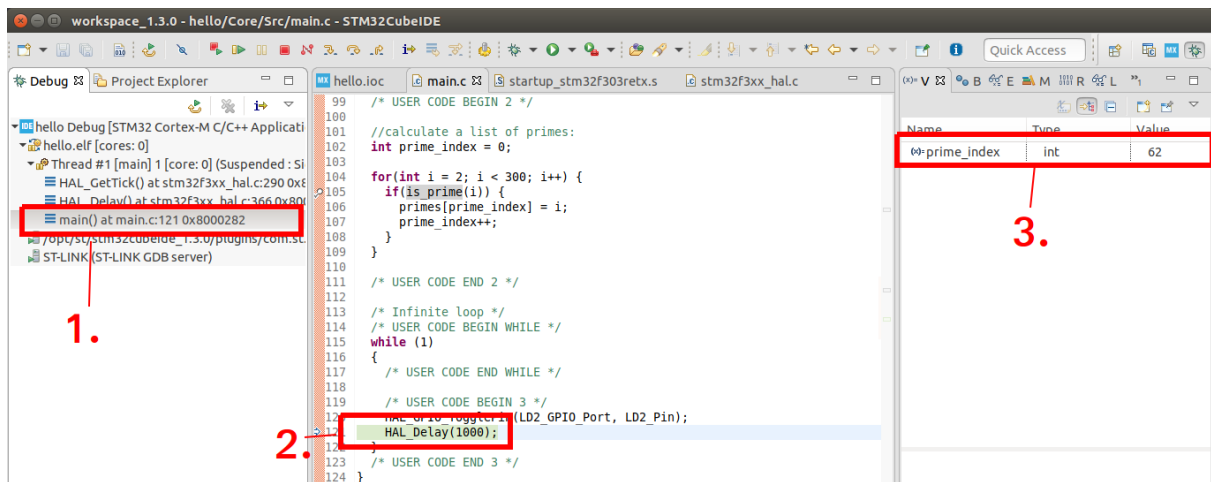 workspace_1.3.0 - hello/Core/Src/main.c - STM32CubeIDE
Quick Access
Debug Project Explorer
hello Debug [STM32 Cortex-M C/C++ Applicati
hello.elf [cores: 0]
Thread #1 [main] 1 [core: 0] (Suspended : Si
HAL_GetTick() at stm32f3xx_hal.c:290 0x8
HAL_Delay() at stm32f3xx_hal.c:366 0x800
main() at main.c:121 0x8000282
/opt/st/stm32cubeide_1.3.0/plugins/com.st.
ST-LINK (ST-LINK GDB server)
1.
hello.ioc main.c startup_stm32f303retx.s stm32f3xx_hal.c
99 /* USER CODE BEGIN 2 */
100
101 //calculate a list of primes:
102 int prime_index = 0;
103
104 for(int i = 2; i < 300; i++) {
105 if(is_prime(i)) {
106 primes[prime_index] = i;
107 prime_index++;
108 }
109 }
110
111 /* USER CODE END 2 */
112
113 /* Infinite loop */
114 /* USER CODE BEGIN WHILE */
115 while (1)
116 {
117 /* USER CODE END WHILE */
118
119 /* USER CODE BEGIN 3 */
HAL_GPIO_TogglePin(LD2_GPIO_Port, LD2_Pin);
HAL_Delay(1000);
122 }
123 /* USER CODE END 3 */
124 }
2.
V B E M R L
Name Type Value
prime_index int 62
3.